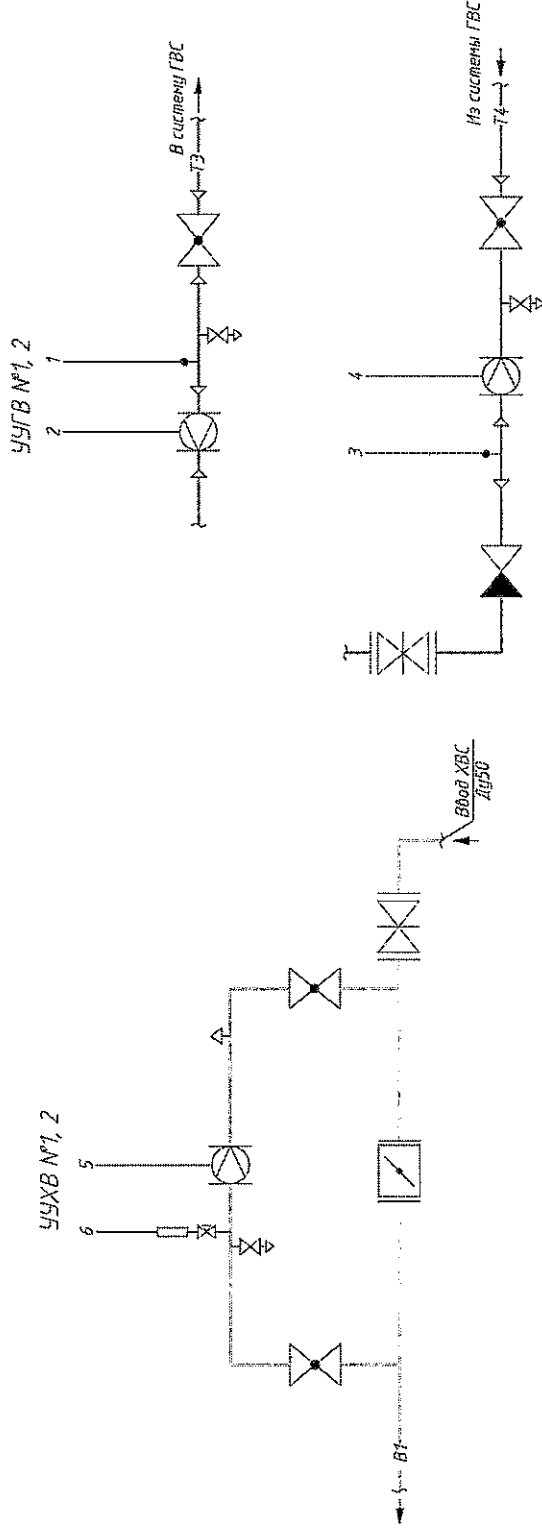 УУГВ №1, 2
1
2
Т3
В систему ГВС
3
4
Т4
Из системы ГВС
УУХВ №1, 2
5
6
Ввод ХВС
Ду50
В1